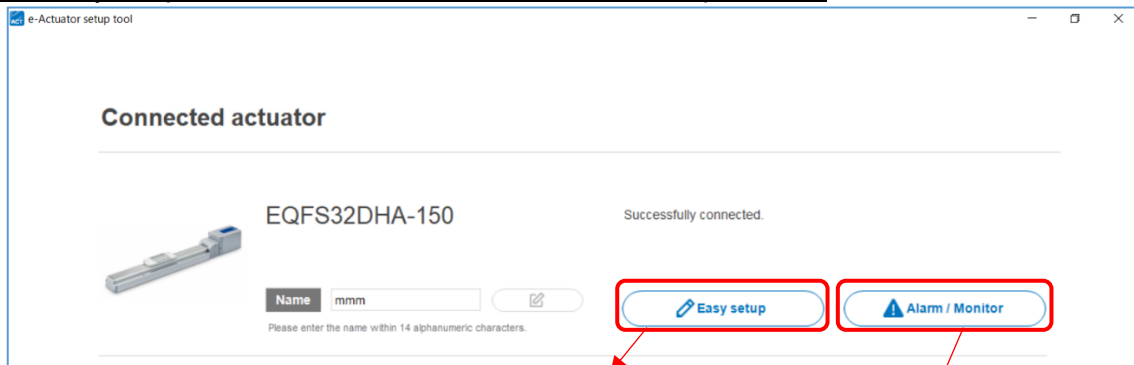 e-Actuator setup tool
Connected actuator
EQFS32DHA-150
Successfully connected.
Name mmm
Easy setup
Alarm / Monitor
Please enter the name within 14 alphanumeric characters.